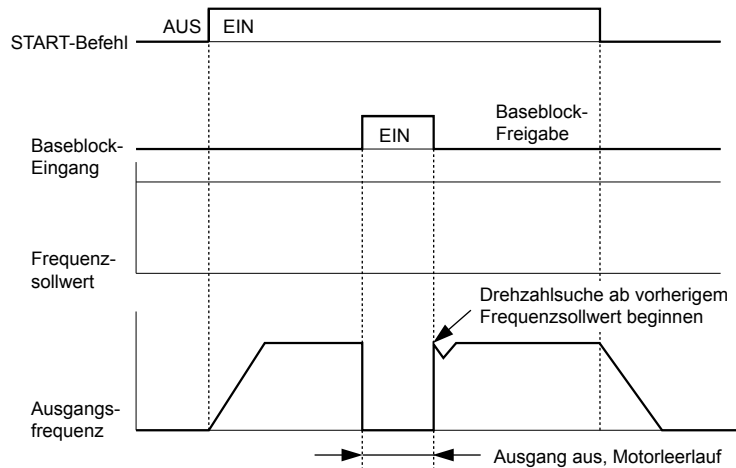 AUS EIN
START-Befehl
Baseblock-
Freigabe
EIN
Baseblock-
Eingang
Frequenz-
sollwert
Drehzahlsuche ab vorherigem
Frequenzsollwert beginnen
Ausgangs-
frequenz
Ausgang aus, Motorleerlauf